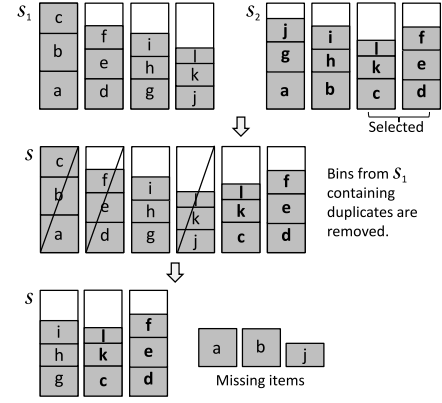 S1 S2
c f i l j i l f
b e h k g h k e
a d g j a b c d
Selected
S
c f i l l f
b e h k k e
a d g j c d
Bins from S1
containing
duplicates are
removed.
S
i l f
h k e
g c d
a b j
Missing items